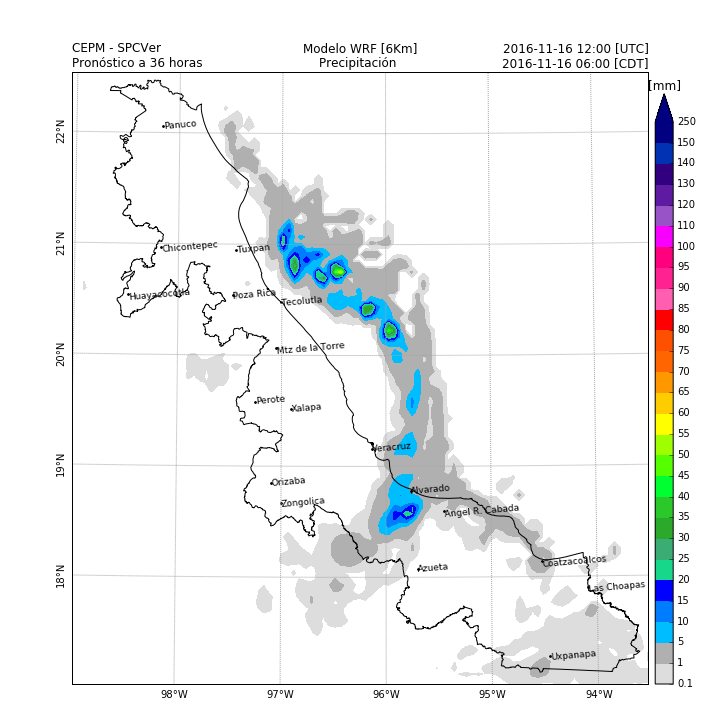 CEPM - SPCVer
Modelo WRF [6Km]
2016-11-16 12:00 [UTC]
Pronóstico a 36 horas
Precipitación
2016-11-16 06:00 [CDT]
[mm]
250
150
140
130
120
110
100
95
90
85
80
75
70
65
60
55
50
45
40
35
30
25
20
15
10
5
1
0.1
22°N
21°N
20°N
19°N
18°N
Panuco
Chicontepec
Tuxpan
Huayacocotla
Poza Rica
Tecolutla
Mtz de la Torre
Perote
Xalapa
Veracruz
Orizaba
Alvarado
Zongolica
Angel R. Cabada
Azueta
Coatzacoalcos
Las Choapas
Uxpanapa
98°W
97°W
96°W
95°W
94°W